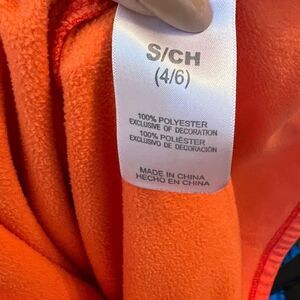 S/CH
(4/6)
100% POLYESTER
EXCLUSIVE OF DECORATION
100% POLIÉSTER
EXCLUSIVO DE DECORACIÓN
MADE IN CHINA
HECHO EN CHINA